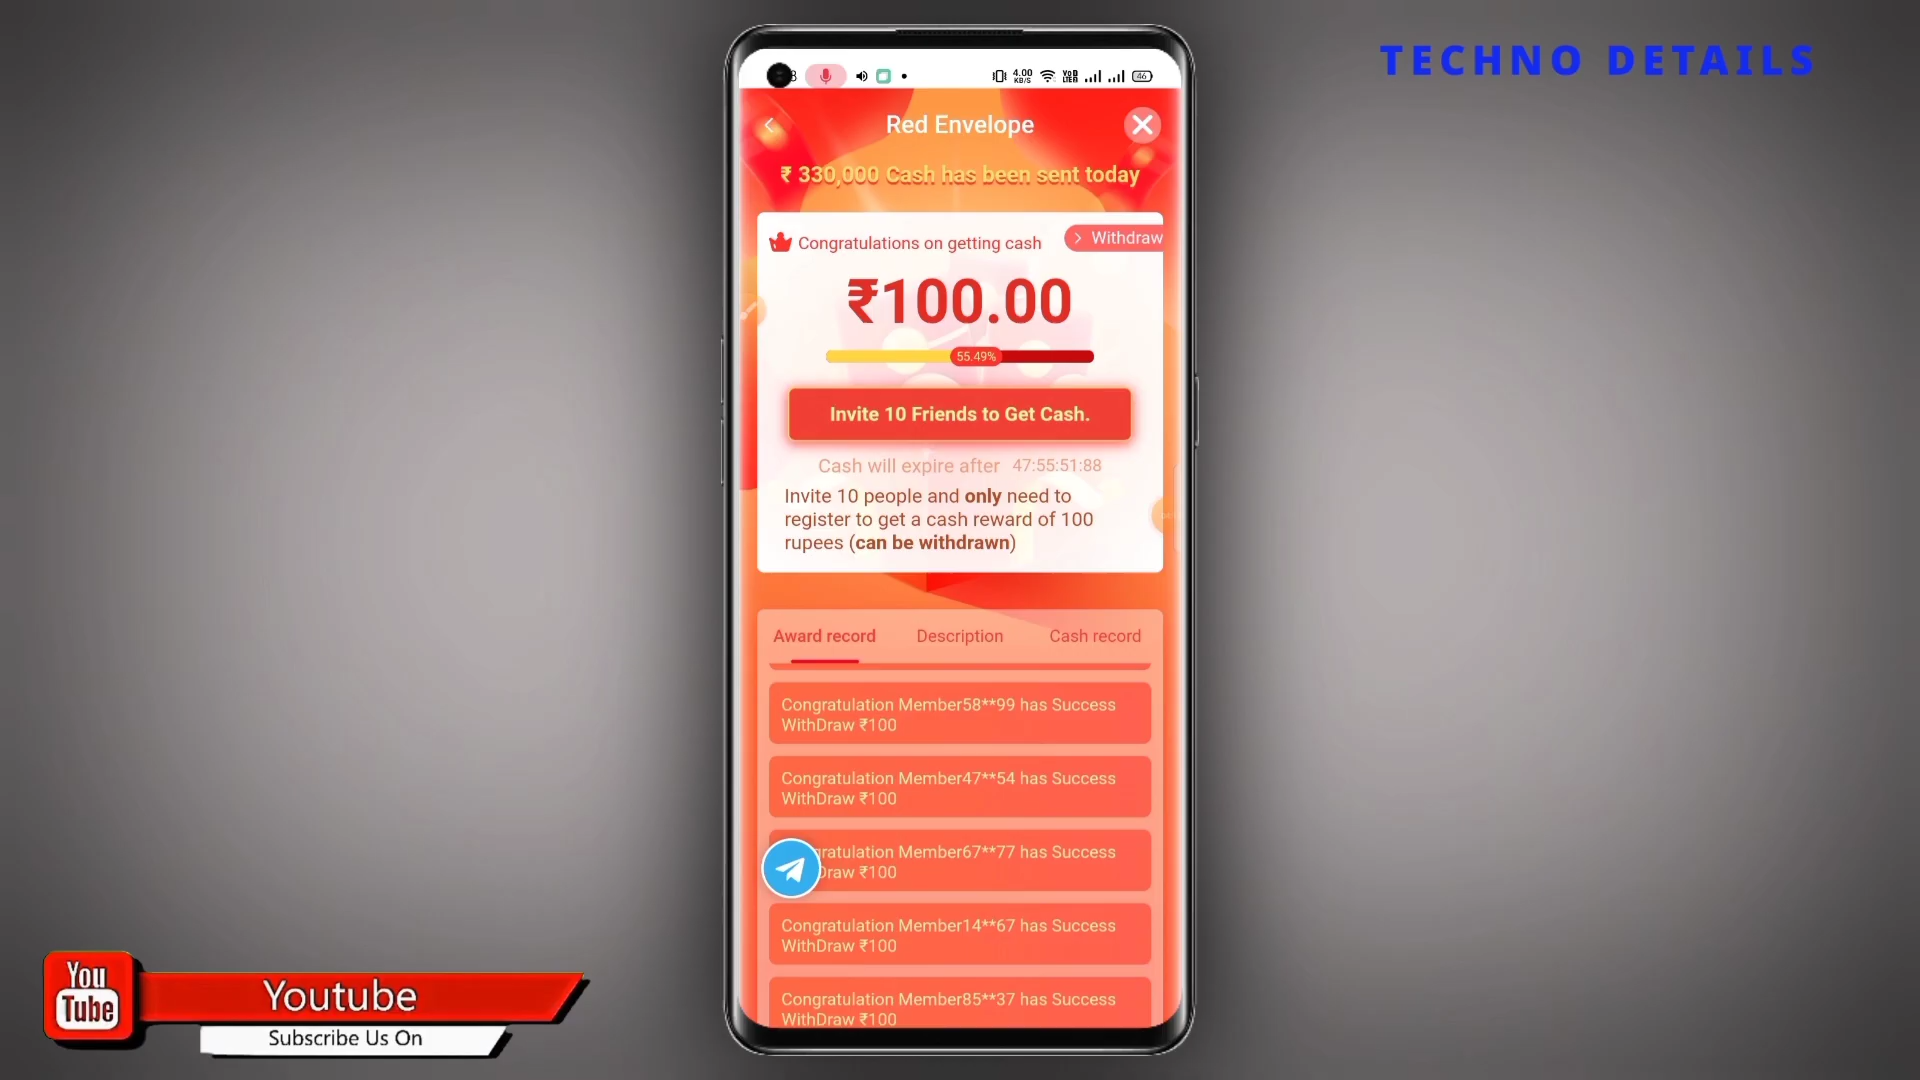 TECHNO DETAILS
4.00
KB/S
46
Red Envelope
₹ 330,000 Cash has been sent today
Congratulations on getting cash
Withdraw
₹100.00
55.49%
Invite 10 Friends to Get Cash.
Cash will expire after 47:55:51:88
Invite 10 people and only need to
register to get a cash reward of 100
rupees (can be withdrawn)
Award record
Description
Cash record
Congratulation Member58**99 has Success
WithDraw ₹100
Congratulation Member47**54 has Success
WithDraw ₹100
gratulation Member67**77 has Success
Draw ₹100
Congratulation Member14**67 has Success
WithDraw ₹100
Congratulation Member85**37 has Success
WithDraw ₹100
You
Tube
Youtube
Subscribe Us On